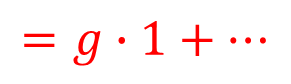 = g · 1 + ⋯